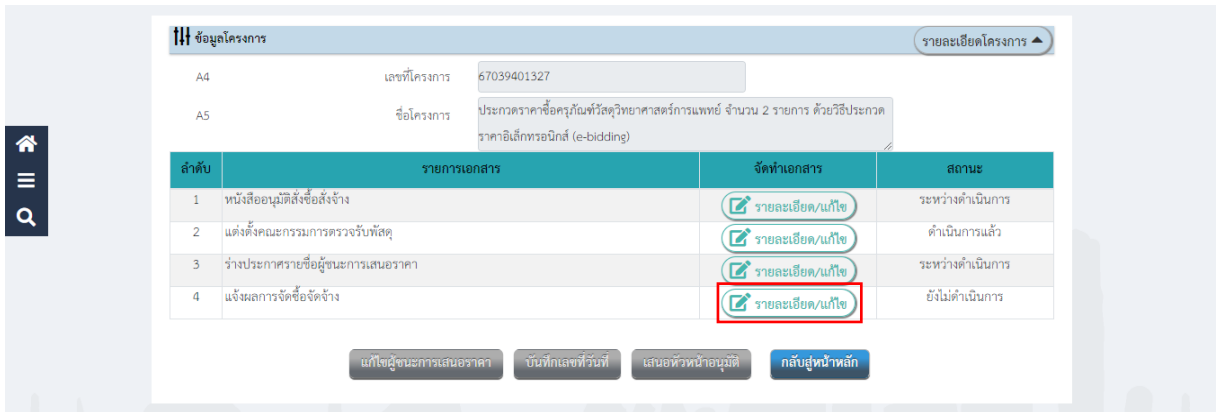 ข้อมูลโครงการ
รายละเอียดโครงการ
A4 เลขที่โครงการ 67039401327
A5 ชื่อโครงการ ประกวดราคาซื้อครุภัณฑ์วัสดุวิทยาศาสตร์การแพทย์ จำนวน 2 รายการ ด้วยวิธีประกวด
ราคาอิเล็กทรอนิกส์ (e-bidding)
ลำดับ รายการเอกสาร จัดทำเอกสาร สถานะ
1 หนังสืออนุมัติสั่งซื้อสั่งจ้าง รายละเอียด/แก้ไข ระหว่างดำเนินการ
2 แต่งตั้งคณะกรรมการตรวจรับพัสดุ รายละเอียด/แก้ไข ดำเนินการแล้ว
3 ร่างประกาศรายชื่อผู้ชนะการเสนอราคา รายละเอียด/แก้ไข ระหว่างดำเนินการ
4 แจ้งผลการจัดซื้อจัดจ้าง รายละเอียด/แก้ไข ยังไม่ดำเนินการ
แก้ไขผู้ชนะการเสนอราคา บันทึกเลขที่วันที่ เสนอหัวหน้าอนุมัติ กลับสู่หน้าหลัก